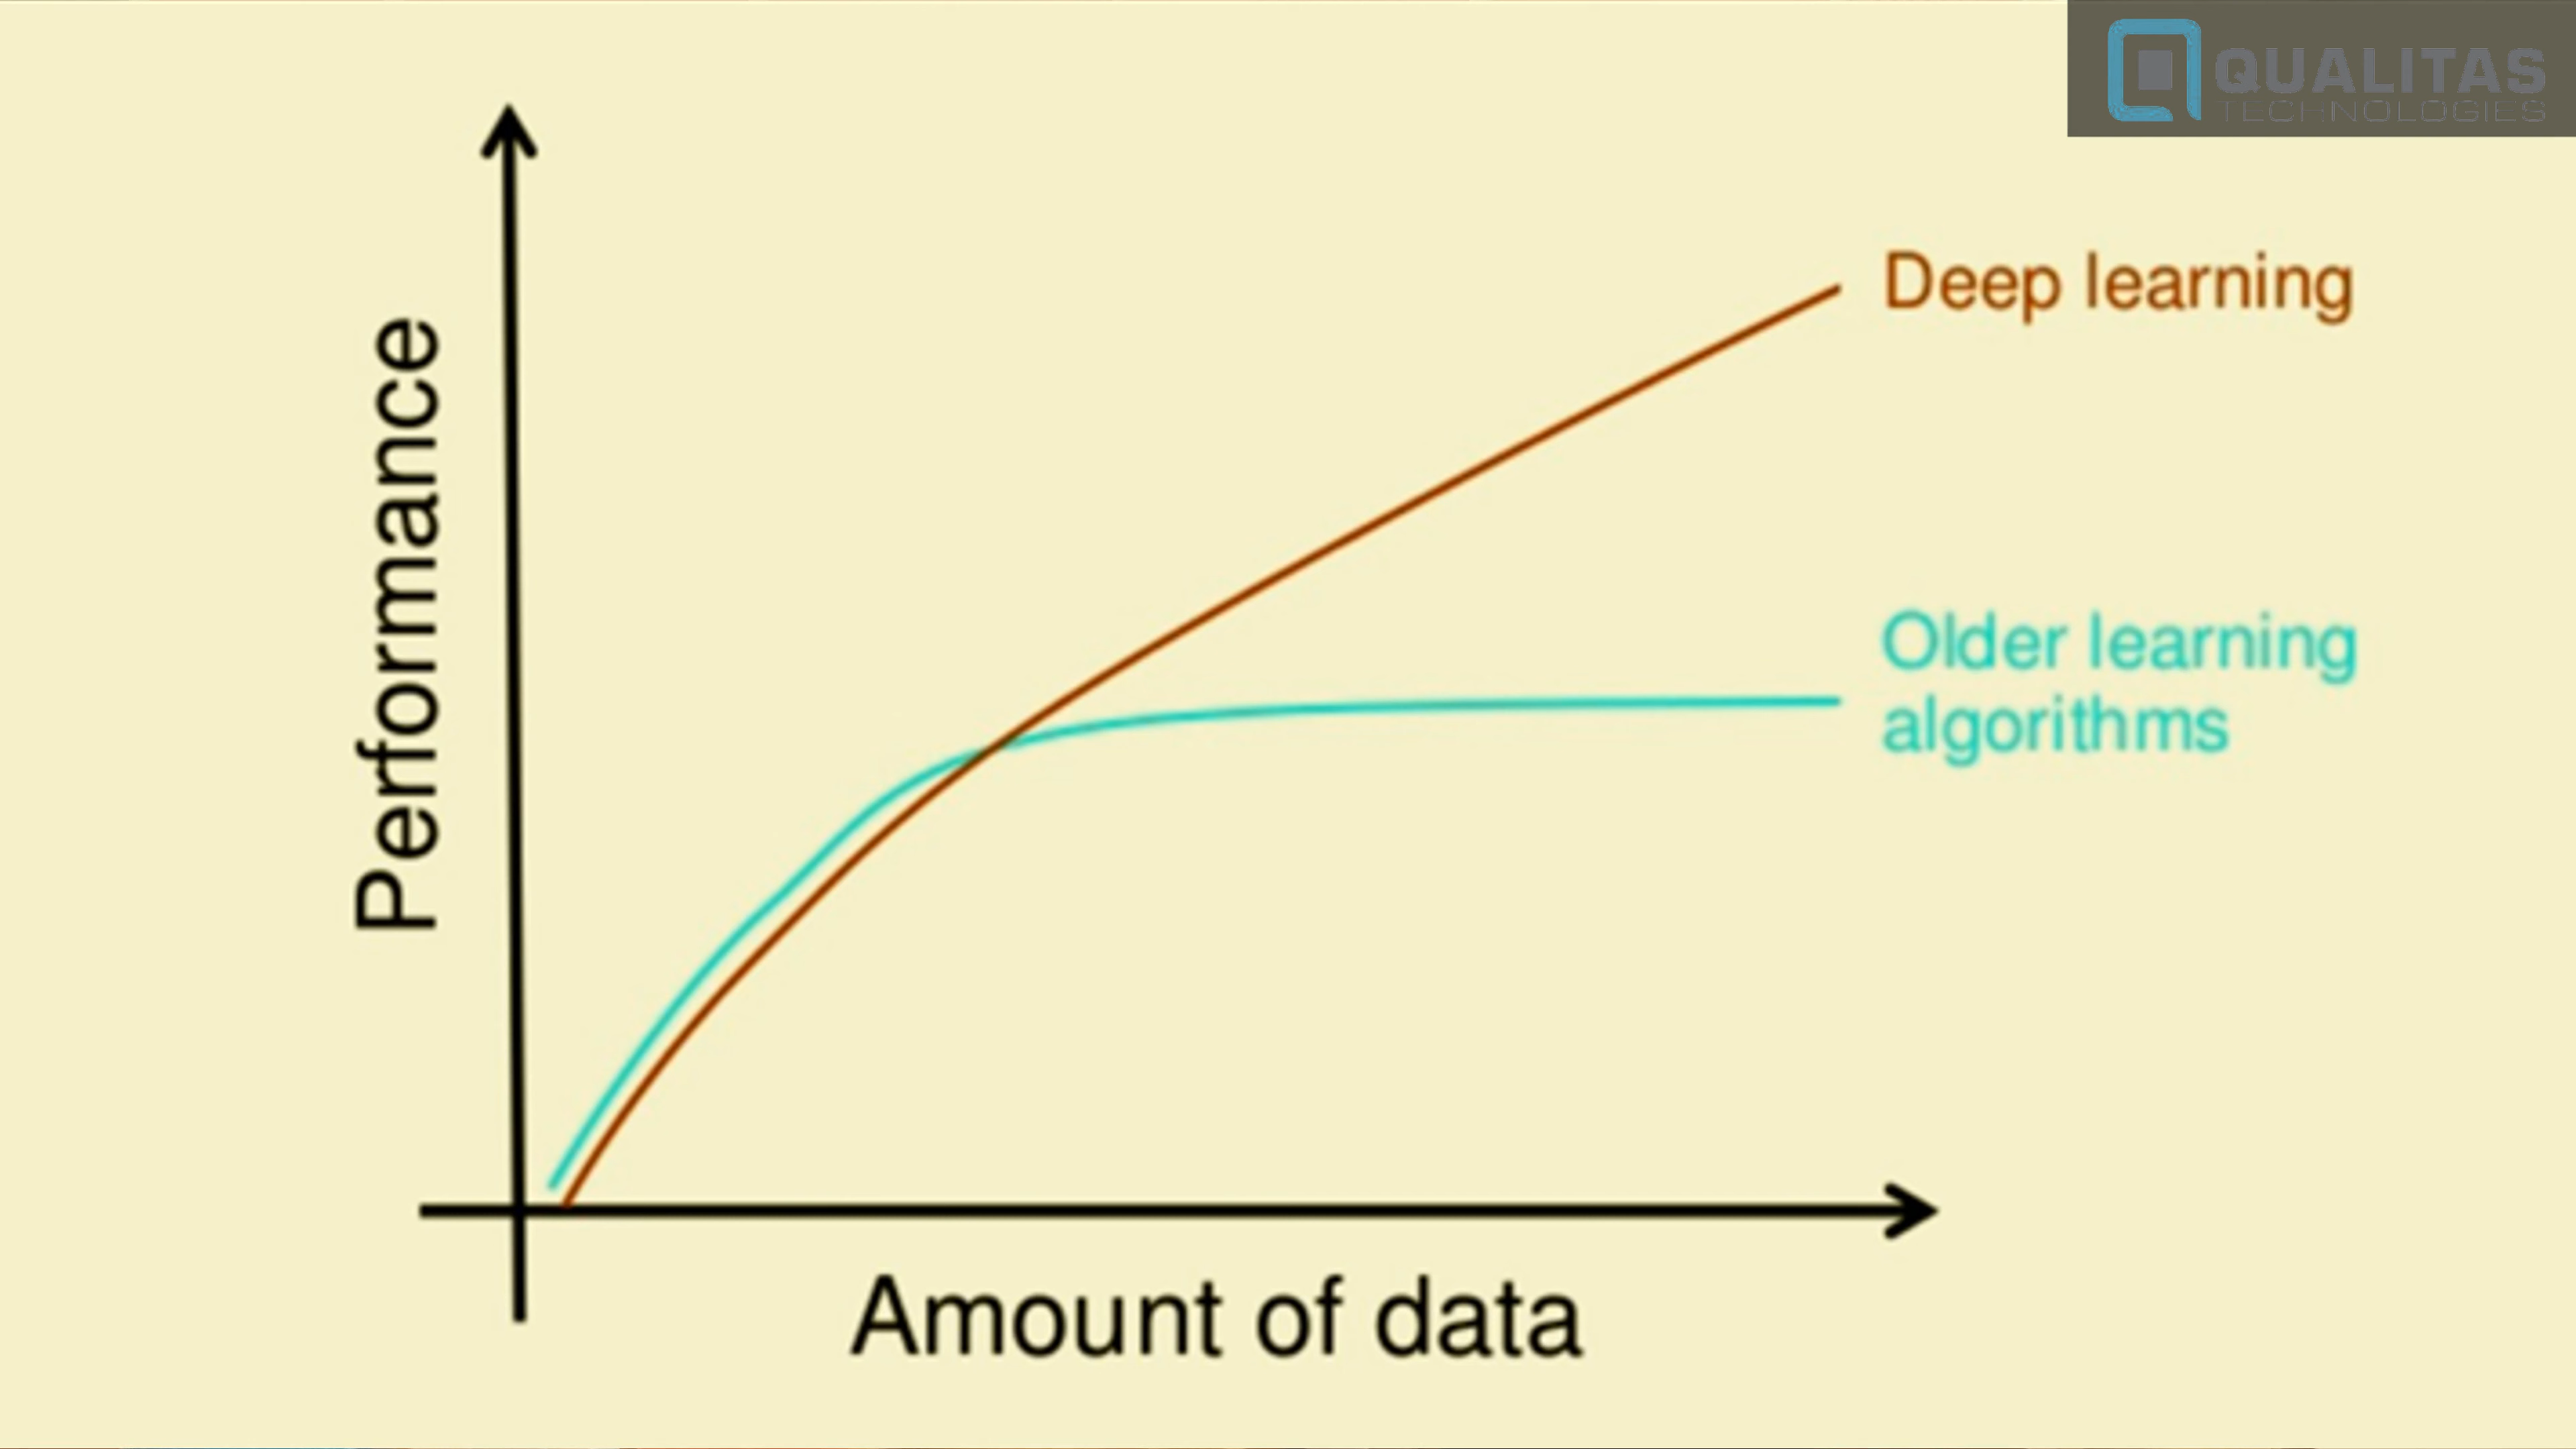 QUALITAS
TECHNOLOGIES
Performance
Deep learning
Older learning
algorithms
Amount of data